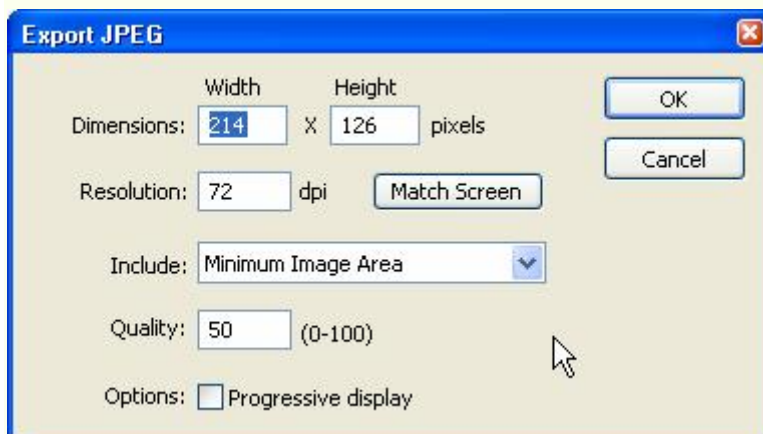 Export JPEG
Width Height
Dimensions: 214 X 126 pixels
OK
Cancel
Resolution: 72 dpi Match Screen
Include: Minimum Image Area
Quality: 50 (0-100)
Options: Progressive display